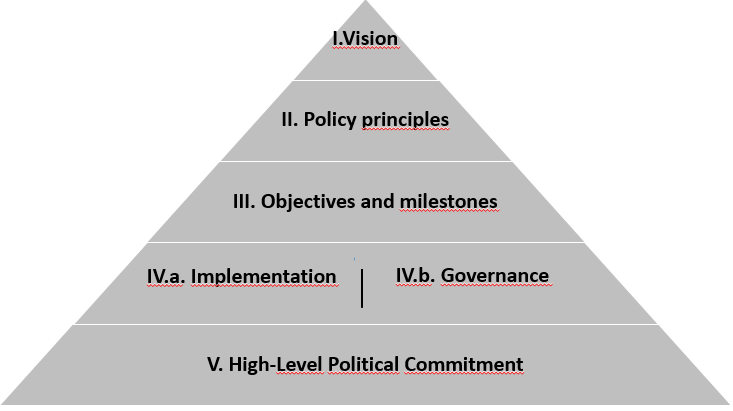 I.Vision
II. Policy principles
III. Objectives and milestones
IV.a. Implementation
IV.b. Governance
V. High-Level Political Commitment